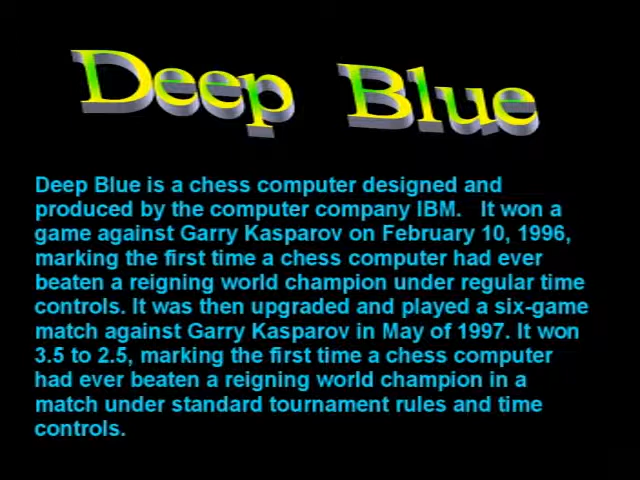 Deep Blue
Deep Blue is a chess computer designed and
produced by the computer company IBM.   It won a
game against Garry Kasparov on February 10, 1996,
marking the first time a chess computer had ever
beaten a reigning world champion under regular time
controls. It was then upgraded and played a six-game
match against Garry Kasparov in May of 1997. It won
3.5 to 2.5, marking the first time a chess computer
had ever beaten a reigning world champion in a
match under standard tournament rules and time
controls.